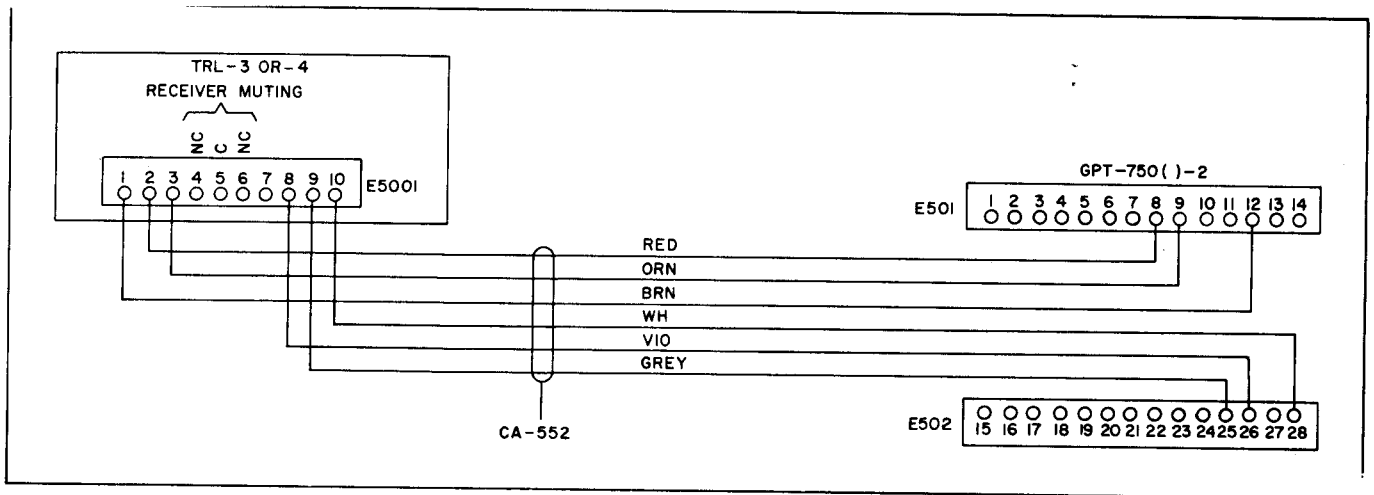 TRL-3 OR-4
RECEIVER MUTING
NC C NC
1 2 3 4 5 6 7 8 9 10
E5001
GPT-750( )-2
E501
1 2 3 4 5 6 7 8 9 10 11 12 13 14
RED
ORN
BRN
WH
VIO
GREY
CA-552
E502
15 16 17 18 19 20 21 22 23 24 25 26 27 28